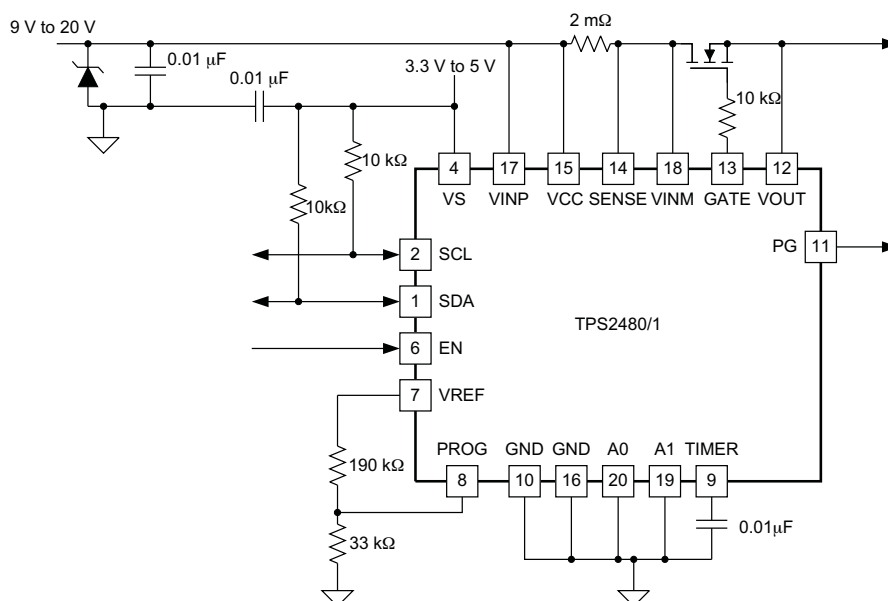 9 V to 20 V
2 mΩ
0.01 μF
0.01 μF
3.3 V to 5 V
10 kΩ
10 kΩ
10kΩ
4 17 15 14 18 13 12
VS VINP VCC SENSE VINM GATE VOUT
PG 11
2 SCL
1 SDA
TPS2480/1
6 EN
7 VREF
PROG GND GND A0 A1 TIMER
190 kΩ
8 10 16 20 19 9
0.01μF
33 kΩ